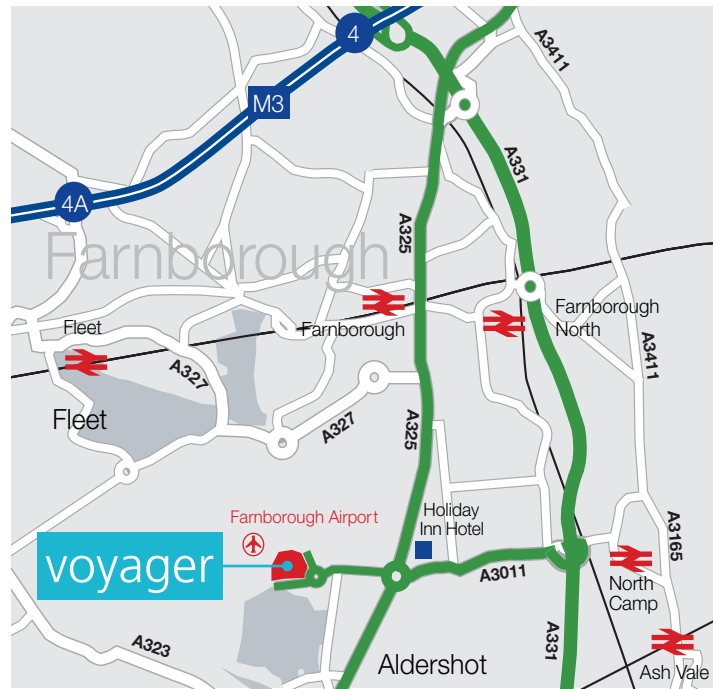 4
A3411
M3
A331
4A
A325
Farnborough
Fleet
Farnborough
Farnborough
North
A3411
A327
Fleet
A327
A325
Farnborough Airport
Holiday
Inn Hotel
A3165
voyager
A3011
North
Camp
A323
Aldershot
A331
Ash Vale